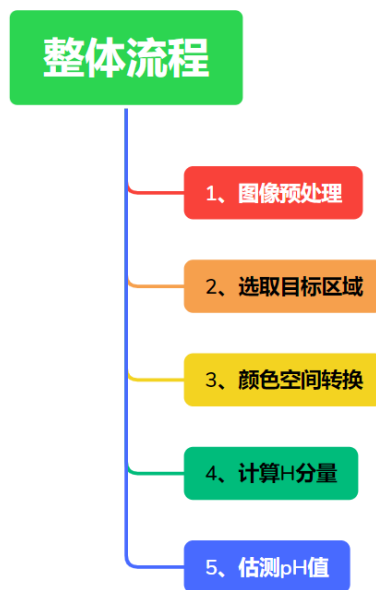 整体流程
1、图像预处理
2、选取目标区域
3、颜色空间转换
4、计算H分量
5、估测pH值